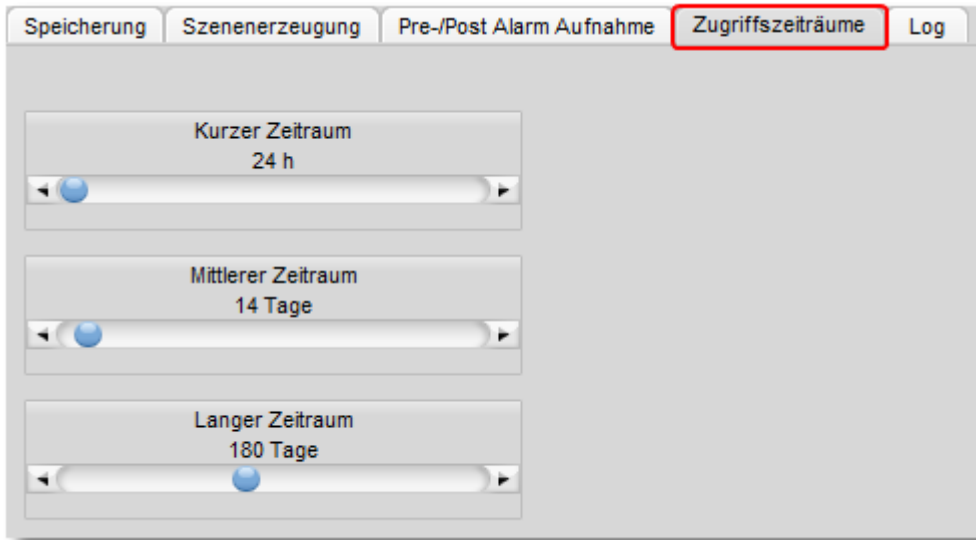 Speicherung Szenenerzeugung Pre-/Post Alarm Aufnahme Zugriffszeiträume Log
Kurzer Zeitraum
24 h
Mittlerer Zeitraum
14 Tage
Langer Zeitraum
180 Tage